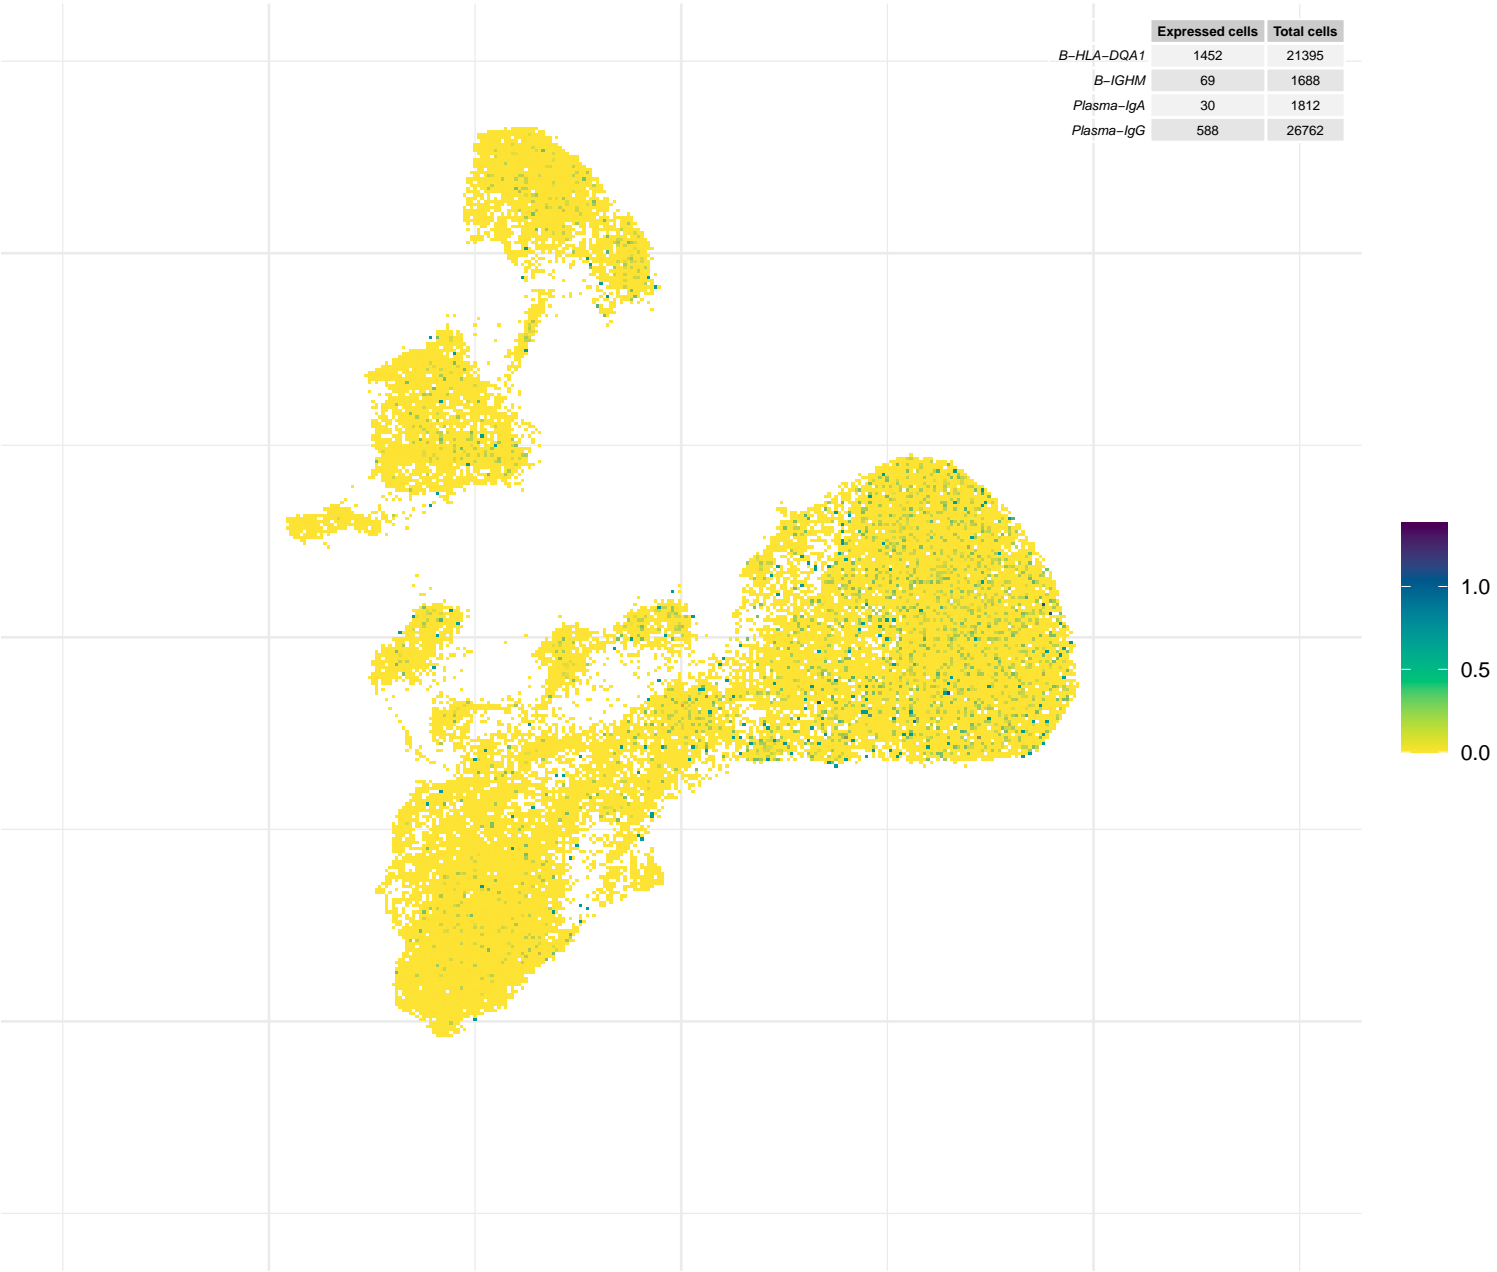 Expressed cells Total cells
B−HLA−DQA1 1452 21395
B−IGHM 69 1688
Plasma−IgA 30 1812
Plasma−IgG 588 26762
1.0
0.5
0.0